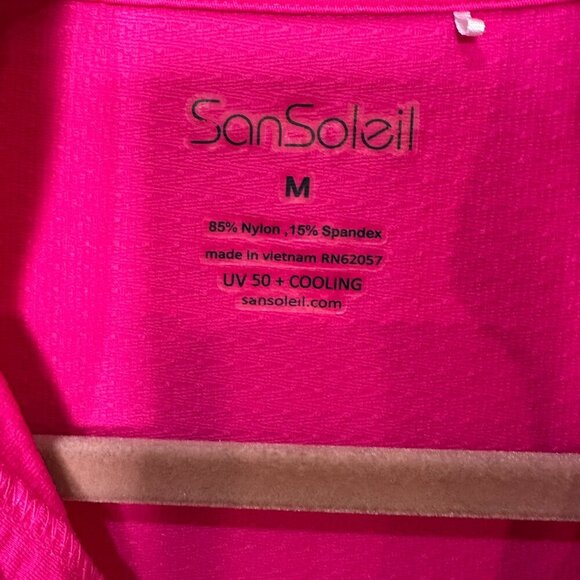 SanSoleil
M
85% Nylon ,15% Spandex
made in vietnam RN62057
UV 50 + COOLING
sansoleil.com